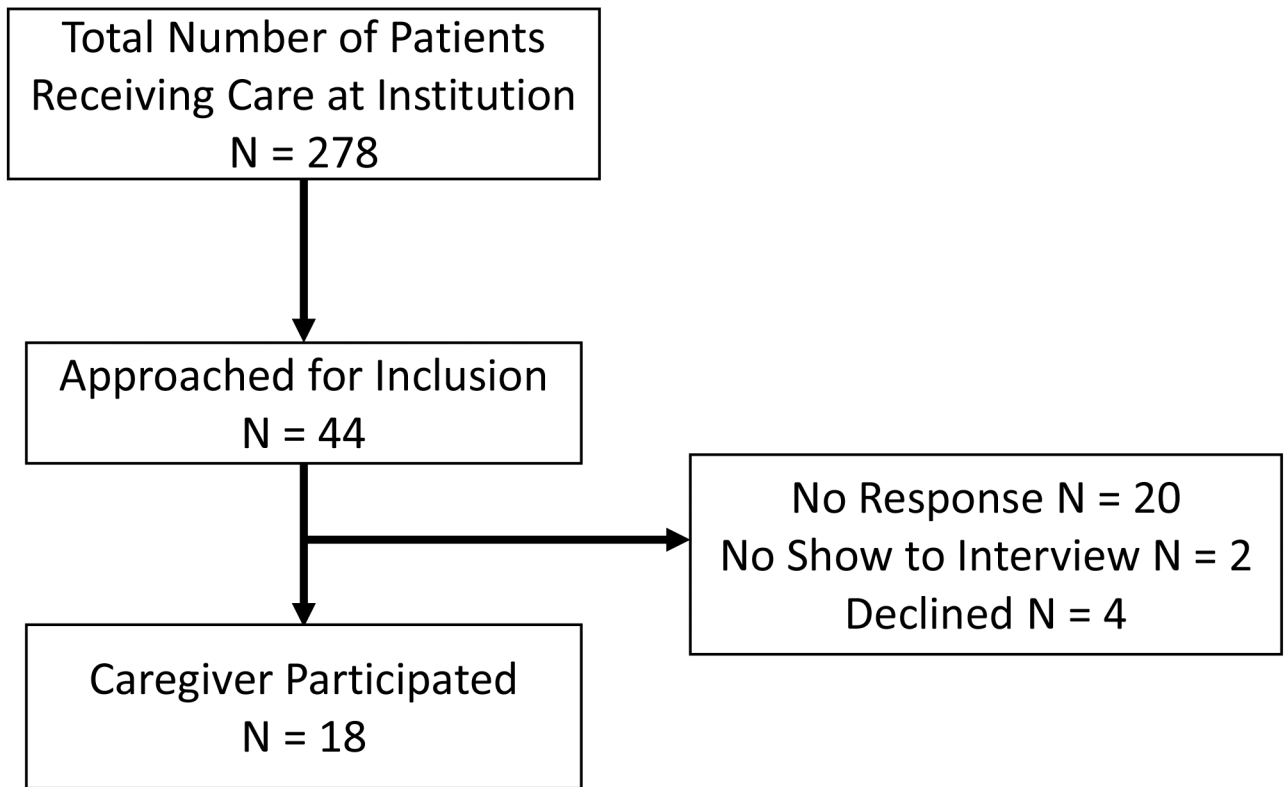 Total Number of Patients
Receiving Care at Institution
N = 278
Approached for Inclusion
N = 44
No Response N = 20
No Show to Interview N = 2
Declined N = 4
Caregiver Participated
N = 18